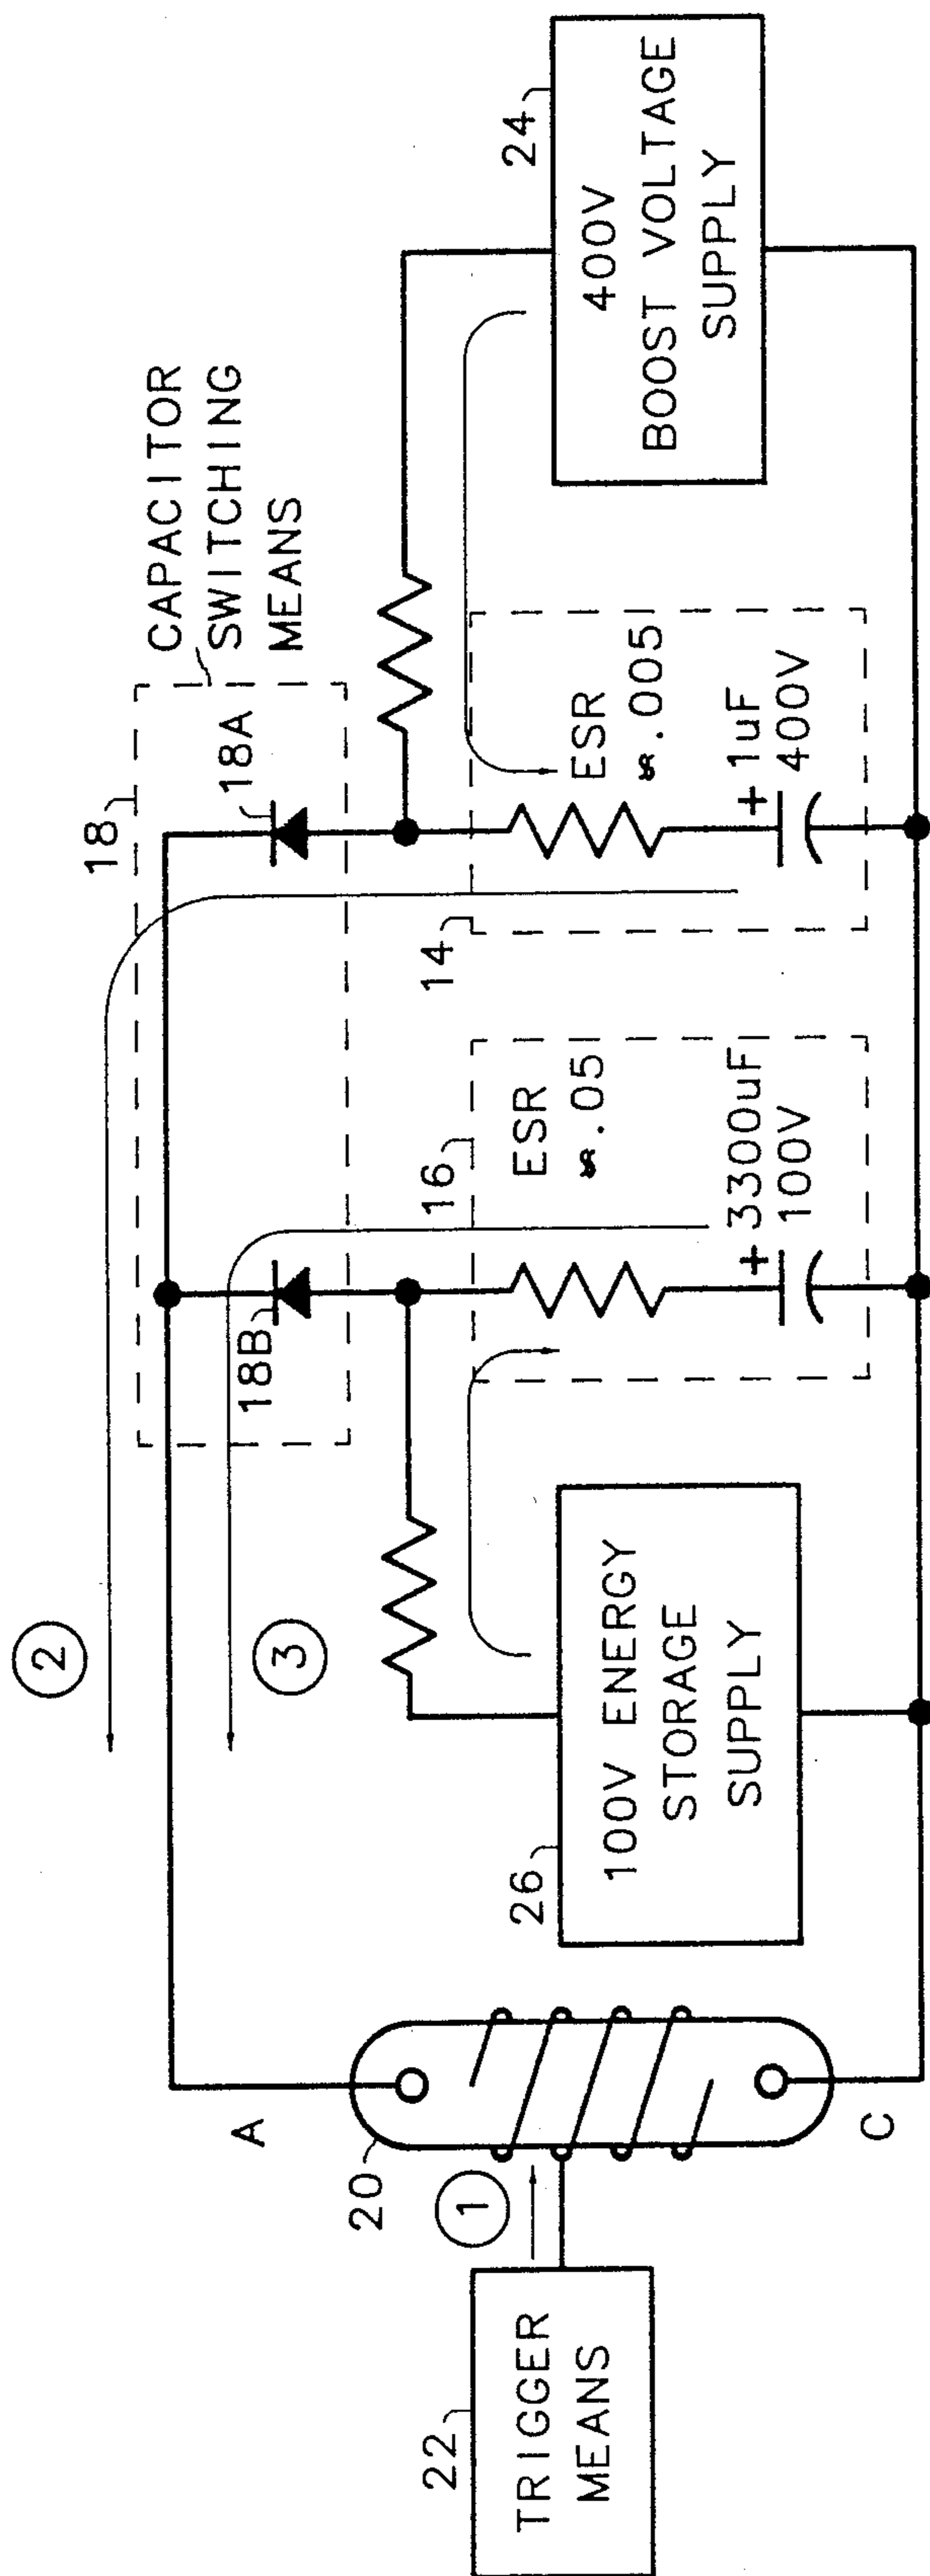 CAPACITOR
SWITCHING
MEANS
18
18A
18B
2
3
24
400V
BOOST VOLTAGE
SUPPLY
14
ESR
.005
+ 1uF
400V
16
ESR
.05
+ 3300uF
100V
26
100V ENERGY
STORAGE
SUPPLY
A
20
C
1
22
TRIGGER
MEANS